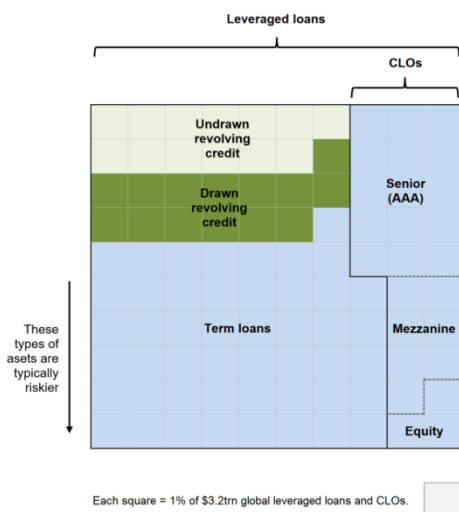 Leveraged loans
CLOs
Undrawn
revolving
credit
Drawn
revolving
credit
Senior
(AAA)
These
types of
asets are
typically
riskier
Term loans
Mezzanine
Equity
Each square = 1% of $3.2trn global leveraged loans and CLOs.